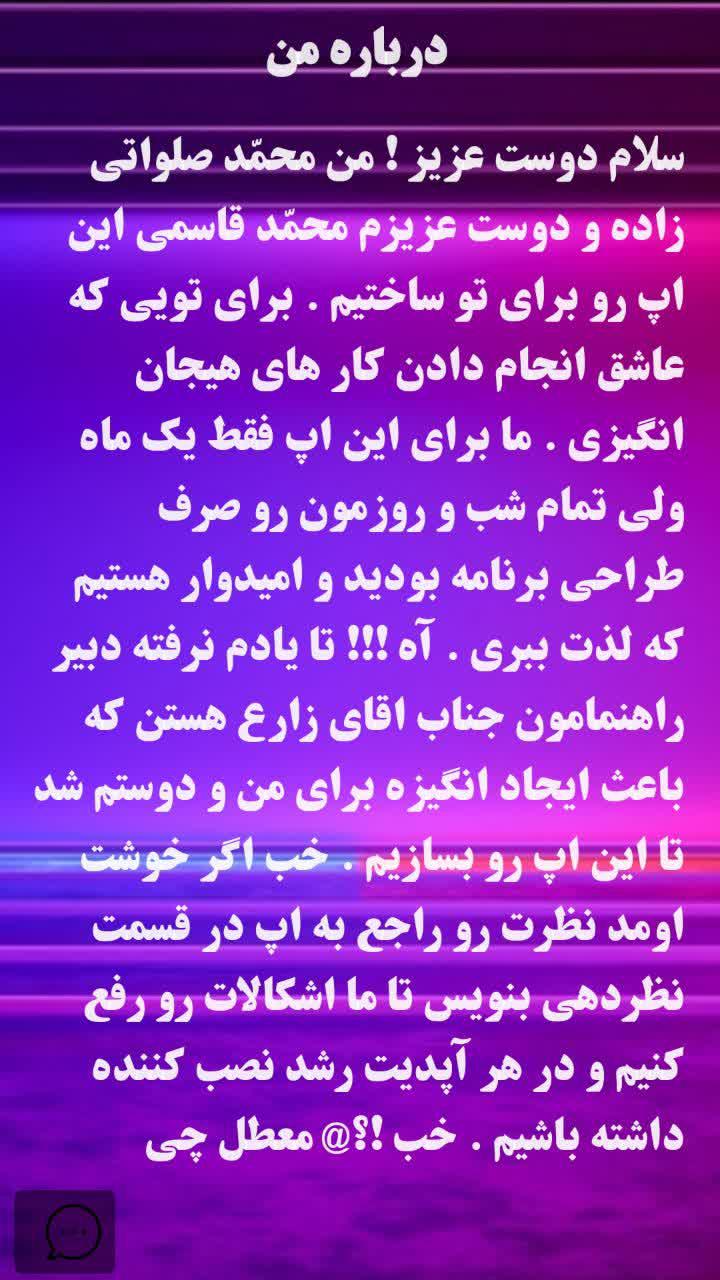 درباره من
سلام دوست عزیز ! من محمّد صلواتی
زاده و دوست عزیزم محمّد قاسمی این
اپ رو برای تو ساختیم . برای تویی که
عاشق انجام دادن کار های هیجان
انگیزی . ما برای این اپ فقط یک ماه
ولی تمام شب و روزمون رو صرف
طراحی برنامه بودید و امیدوار هستیم
که لذت ببری . آه !!! تا یادم نرفته دبیر
راهنمامون جناب اقای زارع هستن که
باعث ایجاد انگیزه برای من و دوستم شد
تا این اپ رو بسازیم . خب اگر خوشت
اومد نظرت رو راجع به اپ در قسمت
نظردهی بنویس تا ما اشکالات رو رفع
کنیم و در هر آپدیت رشد نصب کننده
داشته باشیم . خب !؟@ معطل چی